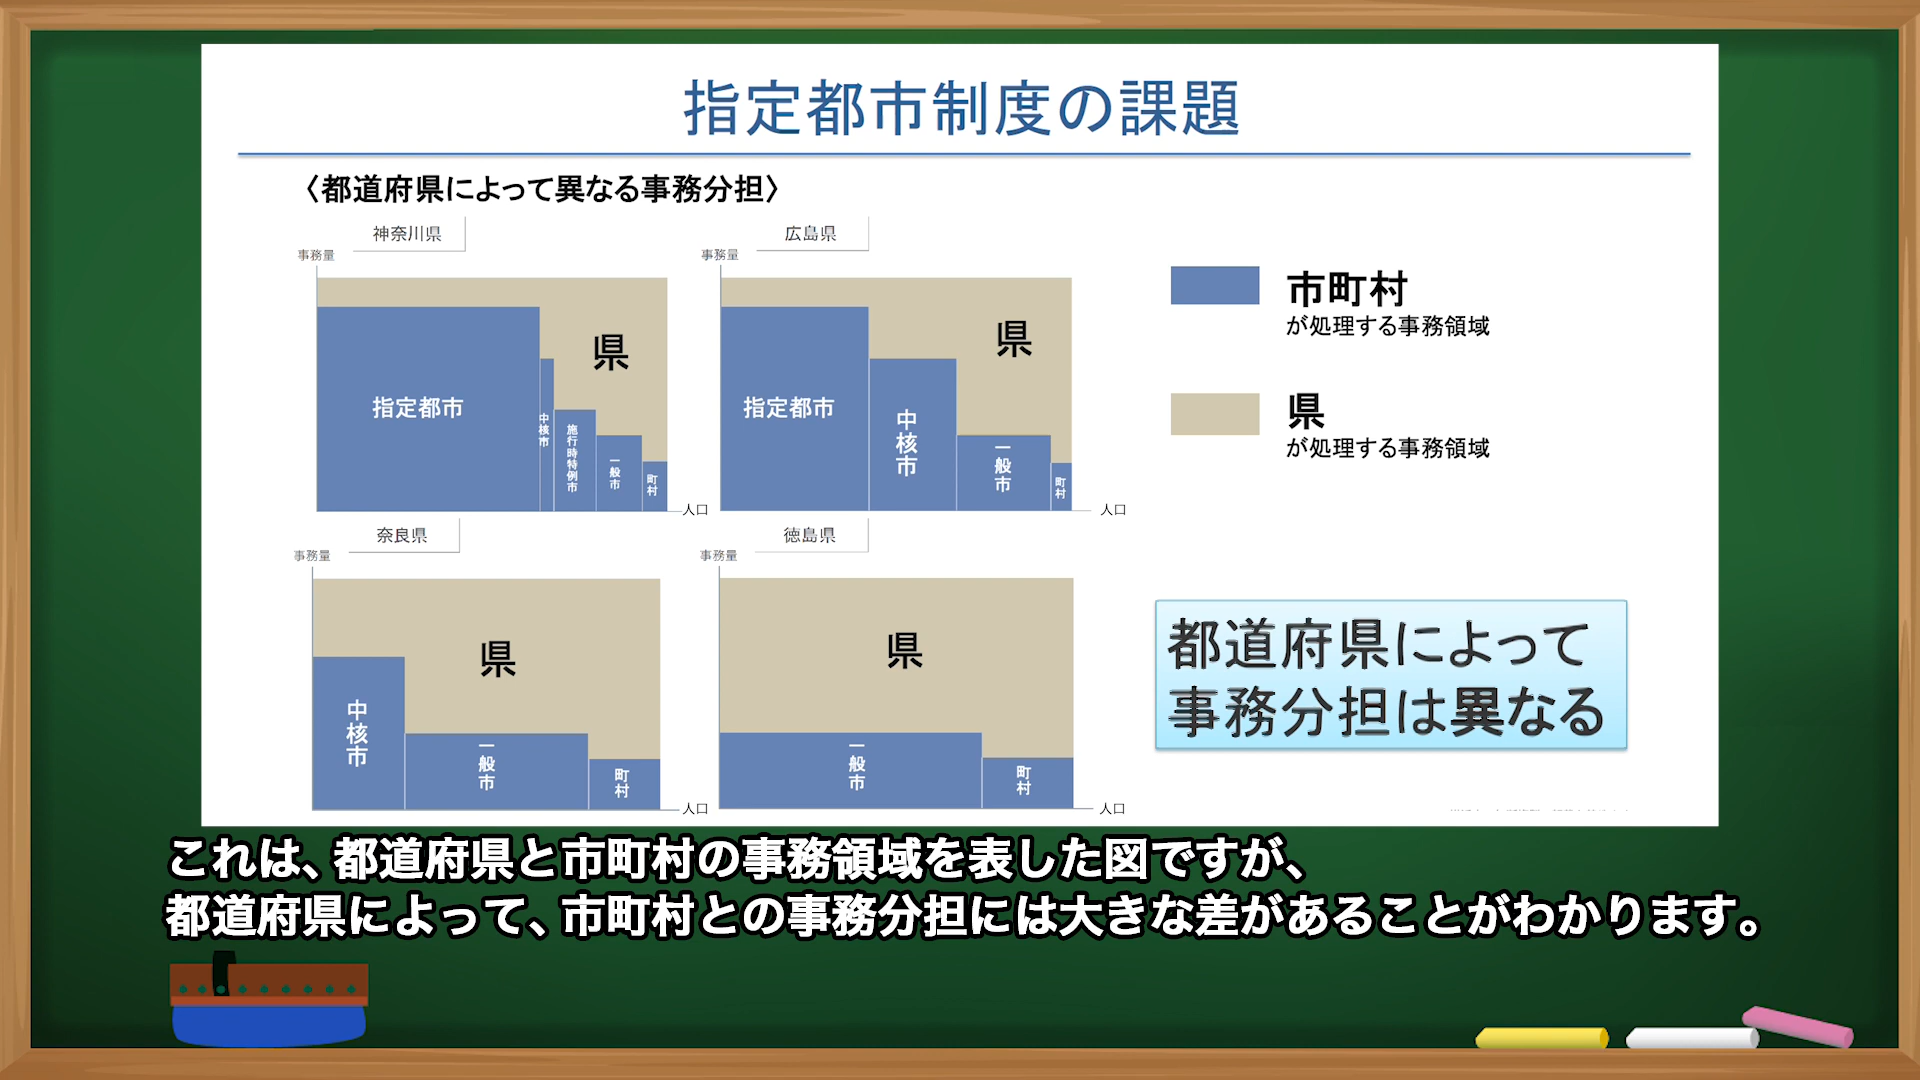 指定都市制度の課題
〈都道府県によって異なる事務分担〉
神奈川県
事務量
県
指定都市
中核市
施行時特例市
一般市
町村
人口
広島県
事務量
県
指定都市
中核市
一般市
町村
人口
奈良県
事務量
県
中核市
一般市
町村
人口
徳島県
事務量
県
一般市
町村
人口
市町村
が処理する事務領域
県
が処理する事務領域
都道府県によって
事務分担は異なる
これは、都道府県と市町村の事務領域を表した図ですが、
都道府県によって、市町村との事務分担には大きな差があることがわかります。